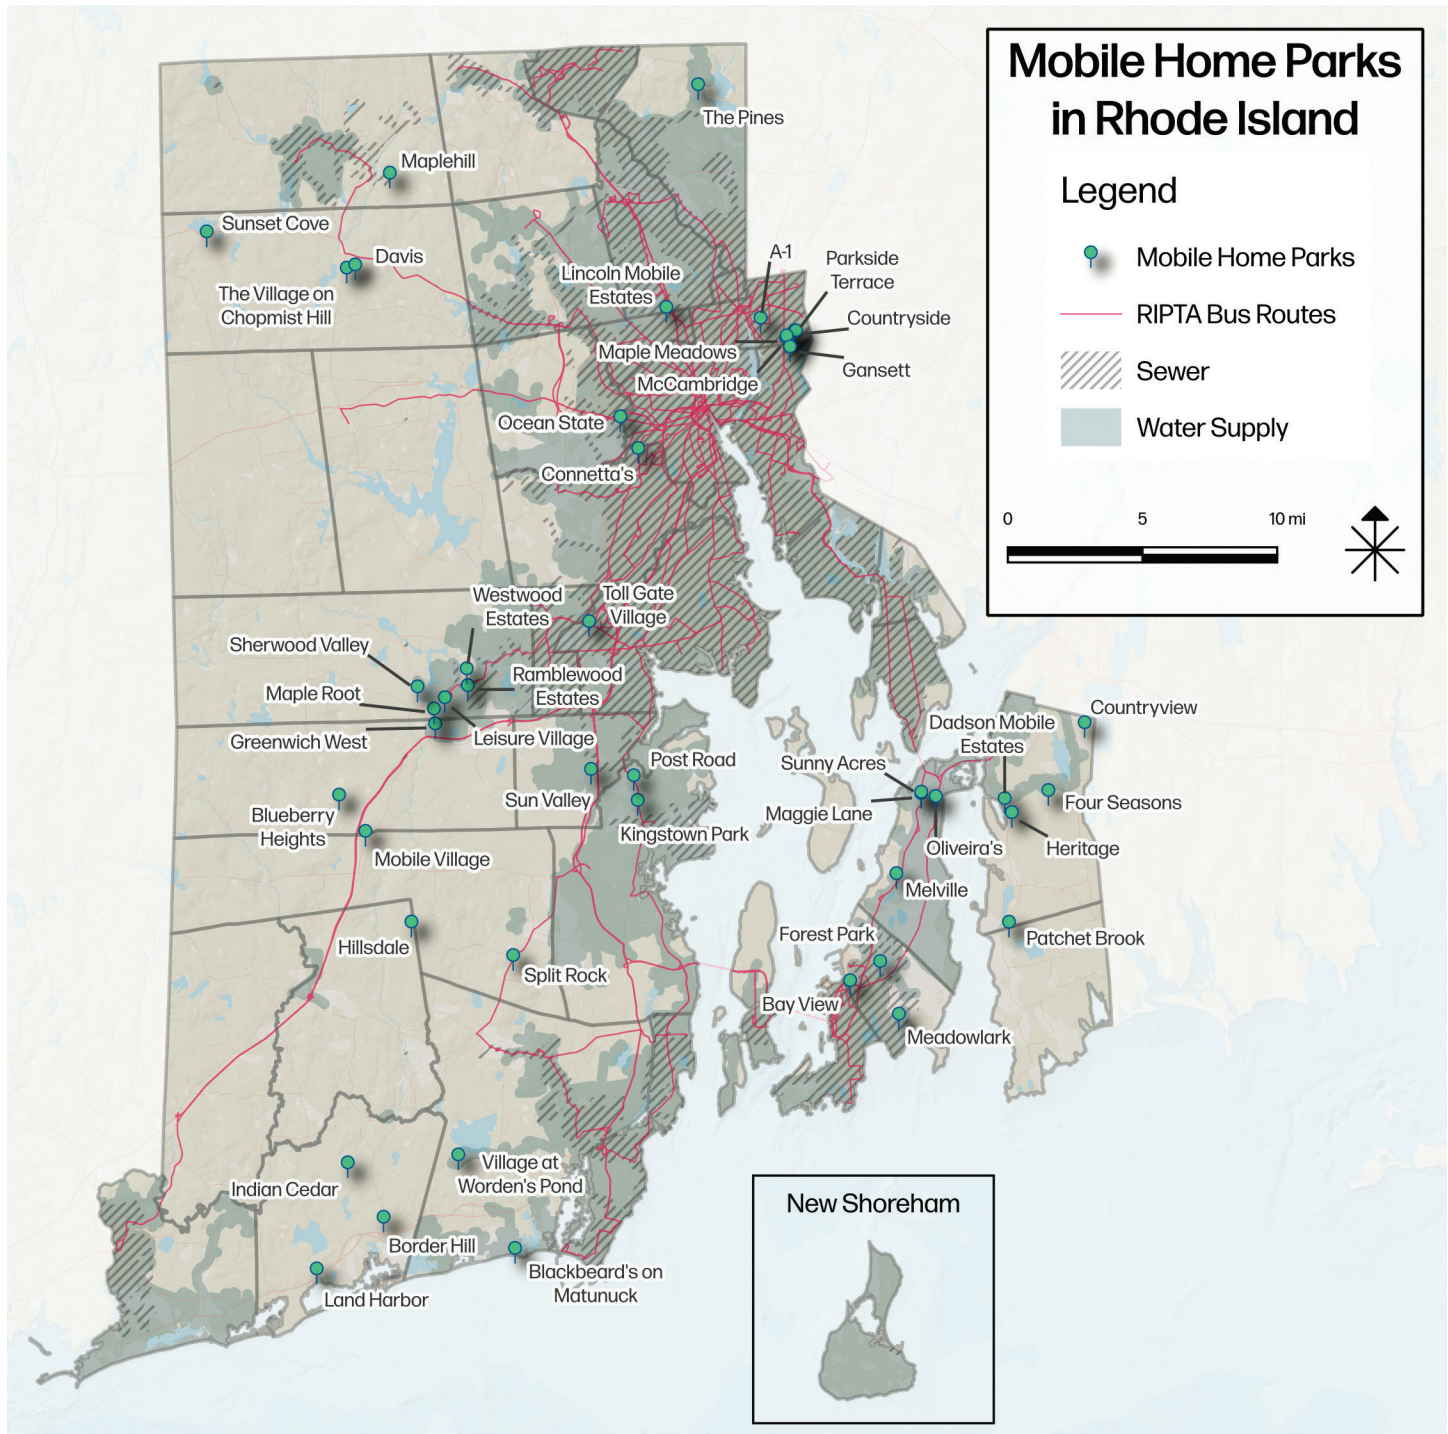 Mobile Home Parks
in Rhode Island
Legend
Mobile Home Parks
RIPTA Bus Routes
Sewer
Water Supply
0 5 10 mi
The Pines
Maplehill
Sunset Cove
Davis
The Village on
Chopmist Hill
Lincoln Mobile
Estates
A-1
Parkside
Terrace
Countryside
Maple Meadows
McCambridge
Gansett
Ocean State
Connetta's
Westwood
Estates
Toll Gate
Village
Sherwood Valley
Ramblewood
Estates
Maple Root
Greenwich West
Leisure Village
Post Road
Sun Valley
Kingstown Park
Blueberry
Heights
Mobile Village
Countryview
Dadson Mobile
Estates
Sunny Acres
Maggie Lane
Four Seasons
Oliveira's
Heritage
Melville
Forest Park
Patchet Brook
Hillsdale
Split Rock
Bay View
Meadowlark
Indian Cedar
Village at
Worden's Pond
Border Hill
Land Harbor
Blackbeard's on
Matunuck
New Shoreham